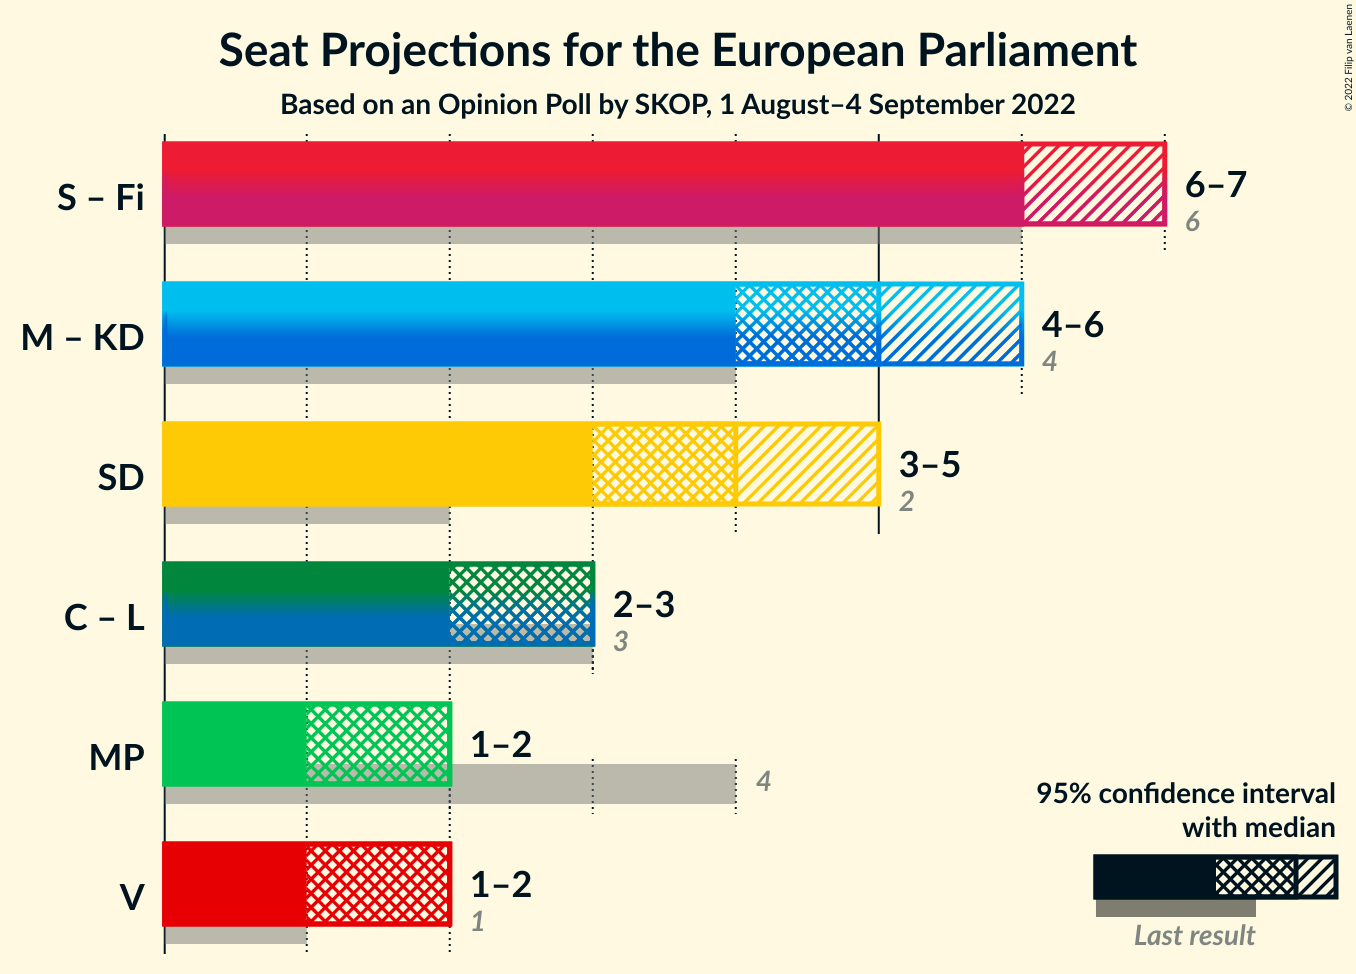 Seat Projections for the European Parliament
Based on an Opinion Poll by SKOP, 1 August–4 September 2022
© 2022 Filip van Laenen
S – Fi
6–7
6
M – KD
4–6
4
SD
3–5
2
C – L
2–3
3
MP
1–2
4
V
1–2
1
95% confidence interval
with median
Last result